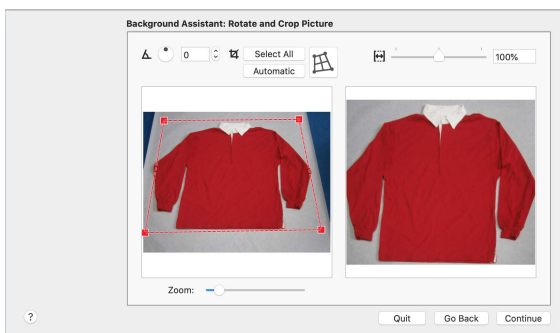 Background Assistant: Rotate and Crop Picture
0
Select All
Automatic
100%
Zoom:
?
Quit
Go Back
Continue